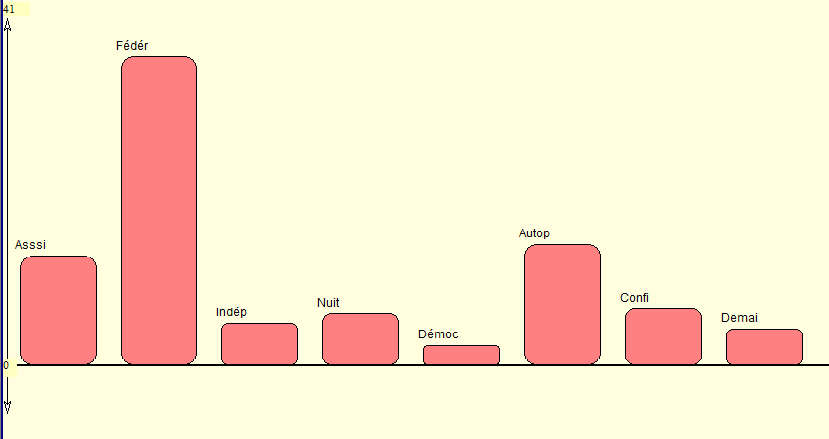 41
Fédér
Asssi
Autop
Nuit
Confi
Indép
Demai
Démoc
0